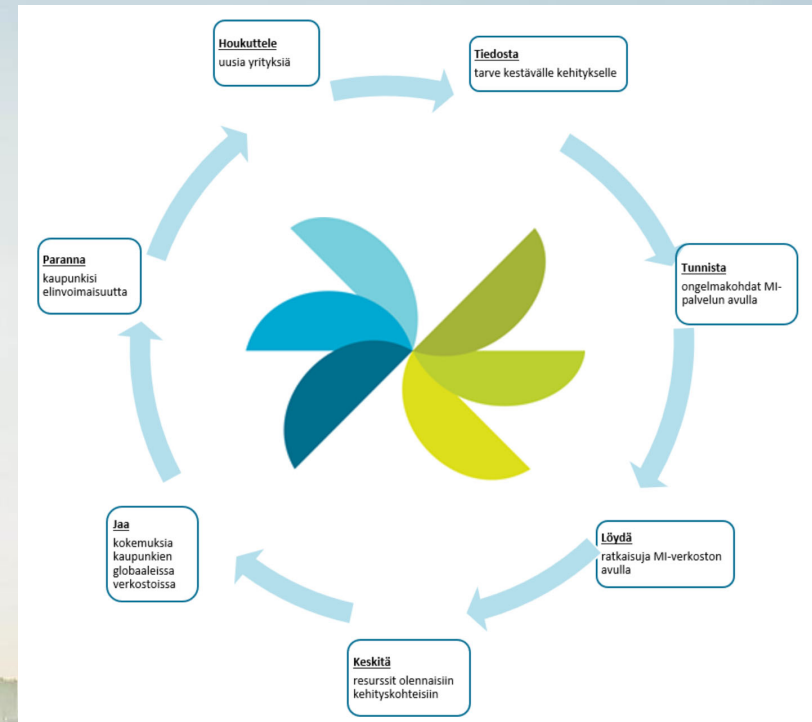 Houkuttele
uusia yrityksiä
Tiedosta
tarve kestävälle kehitykselle
Tunnista
ongelmakohdat MI-
palvelun avulla
Löydä
ratkaisuja MI-verkoston
avulla
Keskitä
resurssit olennaisiin
kehityskohteisiin
Jaa
kokemuksia
kaupunkien
globaaleissa
verkostoissa
Paranna
kaupunkisi
elinvoimaisuutta